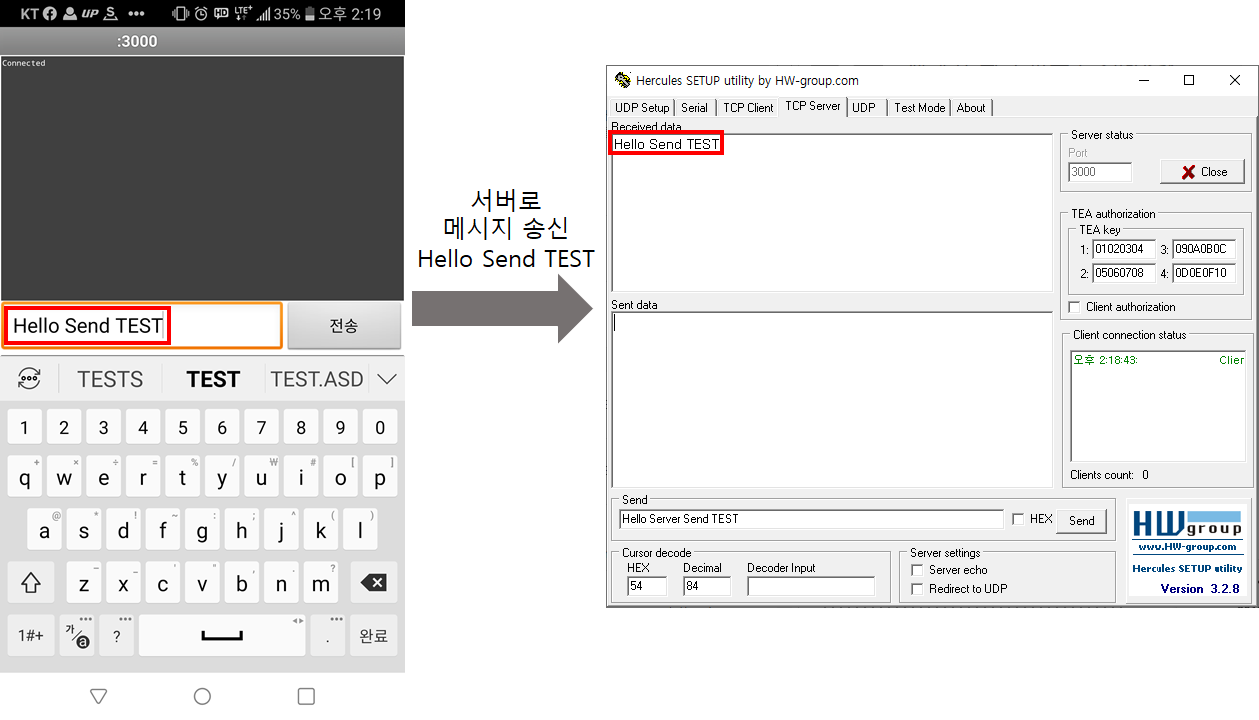 KT UP S 35% 오후 2:19
:3000
Connected
Hello Send TEST
전송
TESTS TEST TEST.ASD
1 2 3 4 5 6 7 8 9 0
+ × ÷ = % / ₩ # [ ]
q w e r t y u i o p
@ * ! ~ : ; ^ ( )
a s d f g h j k l
- _ ' " , ?
z x c v b n m
1#+ 가/a ? . 완료
서버로
메시지 송신
Hello Send TEST
Hercules SETUP utility by HW-group.com
UDP Setup Serial TCP Client TCP Server UDP Test Mode About
Received data
Hello Send TEST
Sent data
Server status
Port
3000 Close
TEA authorization
TEA key
1: 01020304 3: 090A0B0C
2: 05060708 4: 0D0E0F10
Client authorization
Client connection status
오후 2:18:43: Clier
Clients count: 0
Send
Hello Server Send TEST HEX Send
Cursor decode
HEX Decimal Decoder Input
54 84
Server settings
Server echo
Redirect to UDP
HW group
www.HW-group.com
Hercules SETUP utility
Version 3.2.8